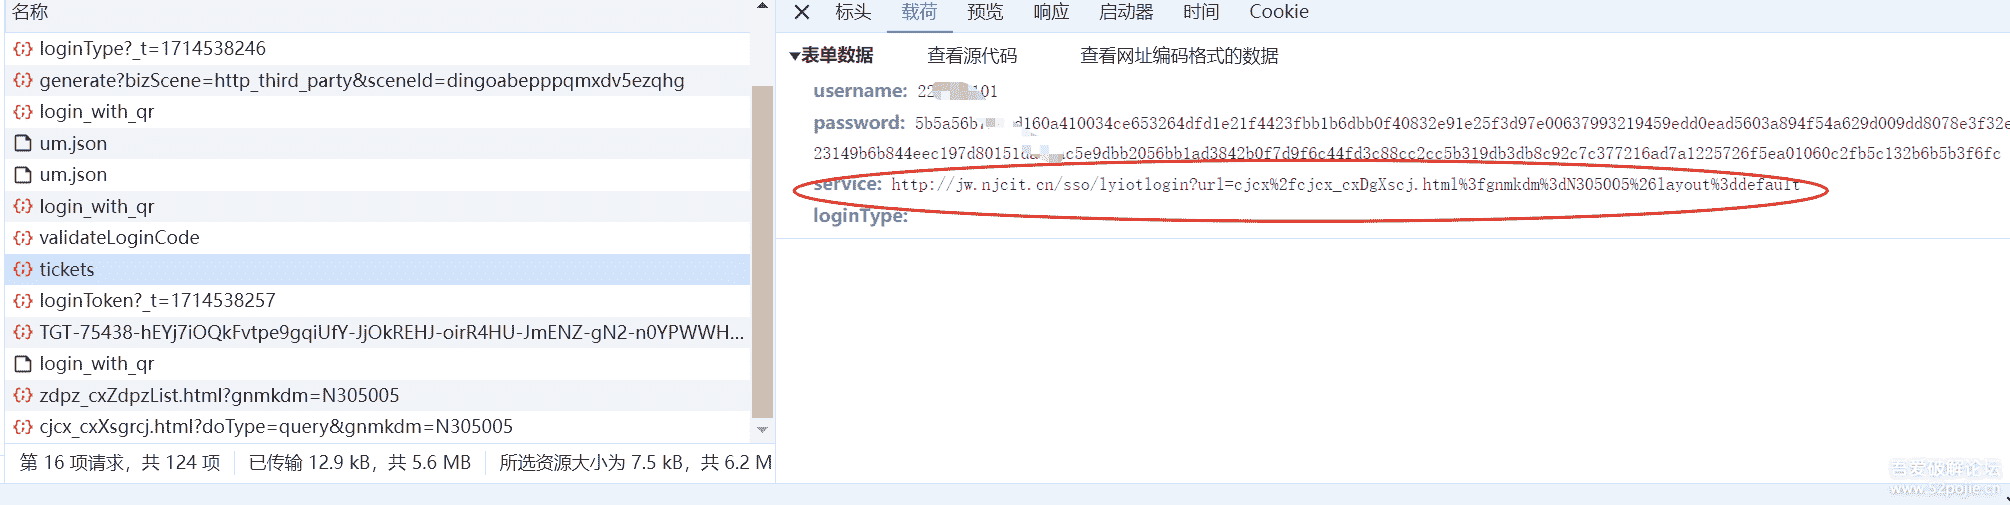 名称
loginType?_t=1714538246
generate?bizScene=http_third_party&sceneId=dingoabepppqmxdv5ezqhg
login_with_qr
um.json
um.json
login_with_qr
validateLoginCode
tickets
loginToken?_t=1714538257
TGT-75438-hEYj7iOQkFvtpe9gqiUfY-JjOkREHJ-oirR4HU-JmENZ-gN2-n0YPWWH...
login_with_qr
zdpz_cxZdpzList.html?gnmkdm=N305005
cjcx_cxXsgrcj.html?doType=query&gnmkdm=N305005
第 16 项请求，共 124 项 已传输 12.9 kB，共 5.6 MB 所选资源大小为 7.5 kB，共 6.2 M
标头 载荷 预览 响应 启动器 时间 Cookie
▼表单数据 查看源代码 查看网址编码格式的数据
username: 22 101
password: 5b5a56b d160a410034ce653264dfd1e21f4423fbb1b6dbb0f40832e91e25f3d97e00637993219459edd0ead5603a894f54a629d009dd8078e3f32e
23149b6b844eec197d80151d c5e9dbb2056bb1ad3842b0f7d9f6c44fd3c88cc2cc5b319db3db8c92c7c377216ad7a1225726f5ea01060c2fb5c132b6b5b3f6fc
service: http://jw.njcit.cn/sso/lyiotlogin?url=cjcx%2fcjcx_cxDgXscj.html%3fgnmkdm%3dN305005%26layout%3ddefault
loginType:
吾爱破解论坛
www.52pojie.cn